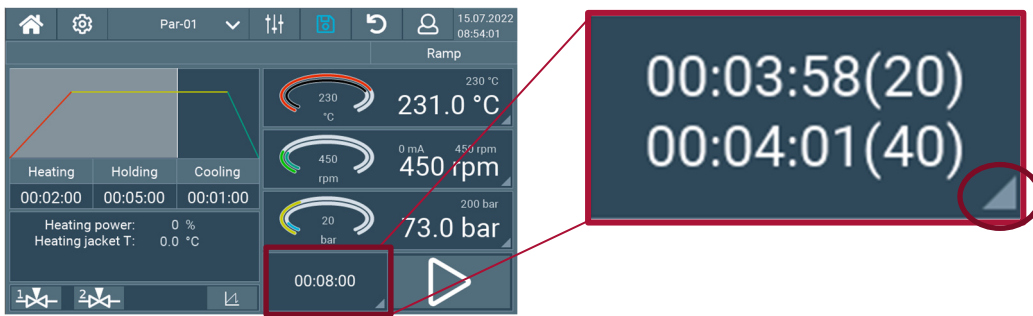 Par-01
15.07.2022
08:54:01
Ramp
Heating Holding Cooling
00:02:00 00:05:00 00:01:00
Heating power: 0 %
Heating jacket T: 0.0 °C
1 2
230 °C
230
°C
231.0 °C
0 mA 450 rpm
450
rpm
450 rpm
200 bar
20
bar
73.0 bar
00:08:00
00:03:58(20)
00:04:01(40)